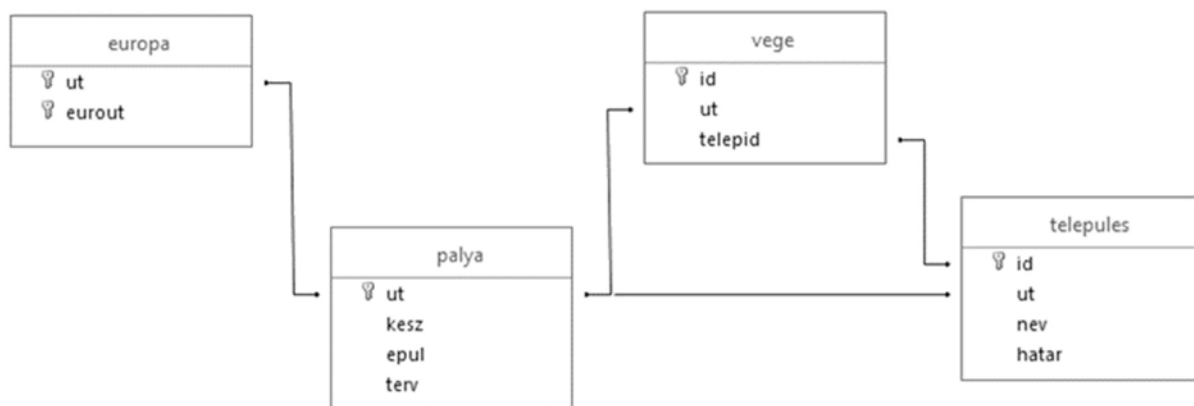 europa
ut
eurout
vege
id
ut
telepid
palya
ut
kesz
epul
terv
telepules
id
ut
nev
hatar